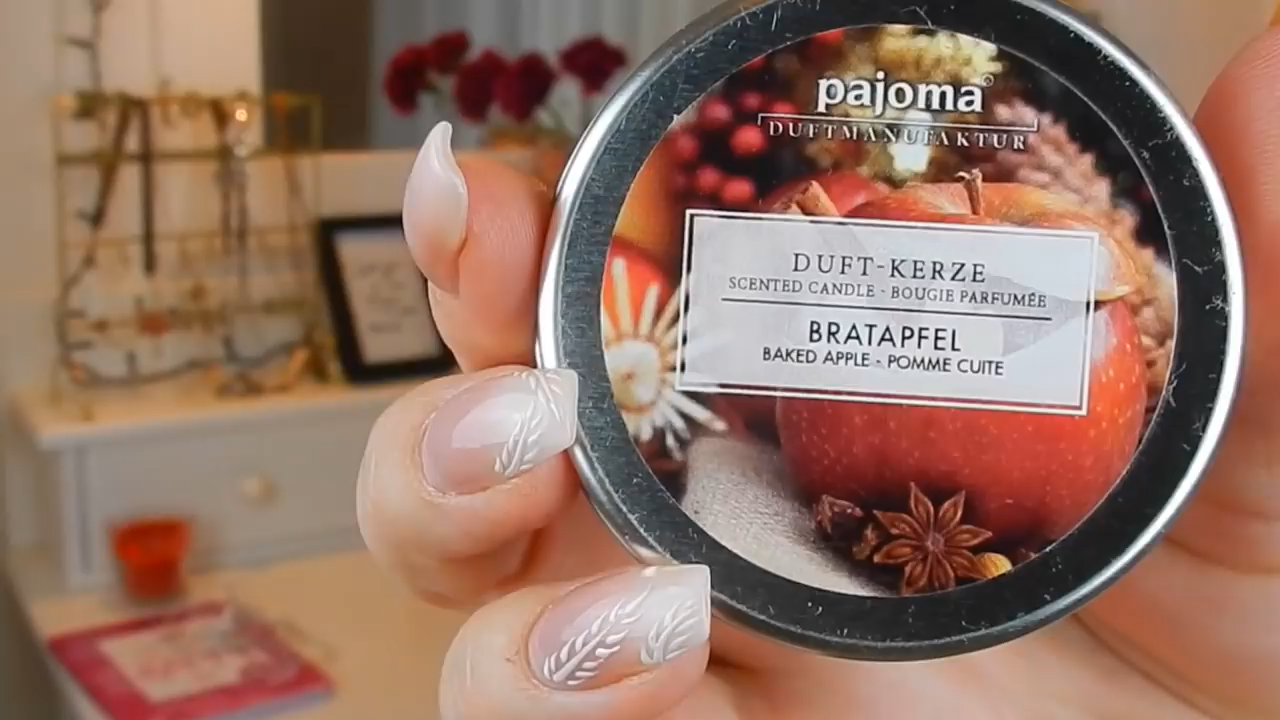 pajoma®
DUFTMANUFAKTUR
DUFT-KERZE
SCENTED CANDLE - BOUGIE PARFUMÉE
BRATAPFEL
BAKED APPLE - POMME CUITE